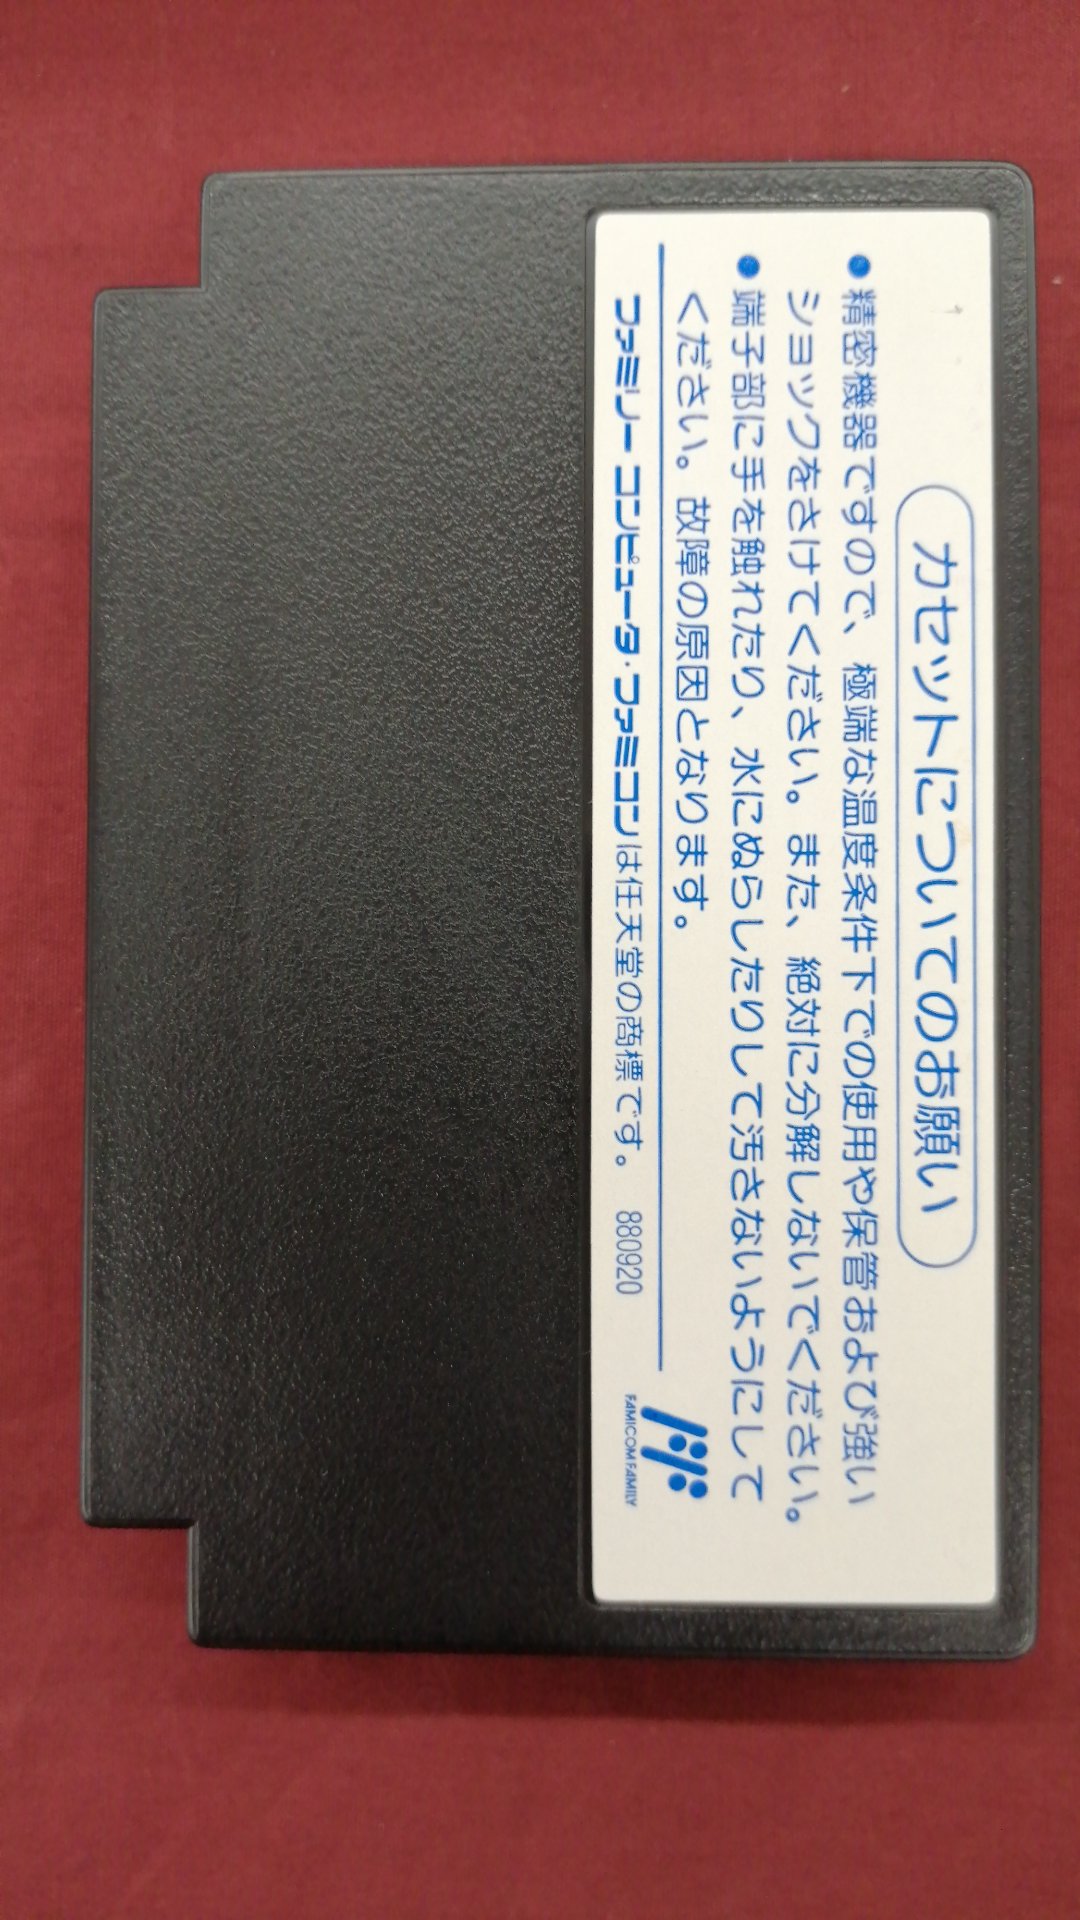 カセットについてのお願い
●精密機器ですので、極端な温度条件下での使用や保管および強い
ショックをさけてください。また、絶対に分解しないでください。
●端子部に手を触れたり、水にぬらしたりして汚さないようにして
ください。故障の原因となります。
ファミリー コンピュータ・ファミコンは任天堂の商標です。 880920
FAMICOM FAMILY